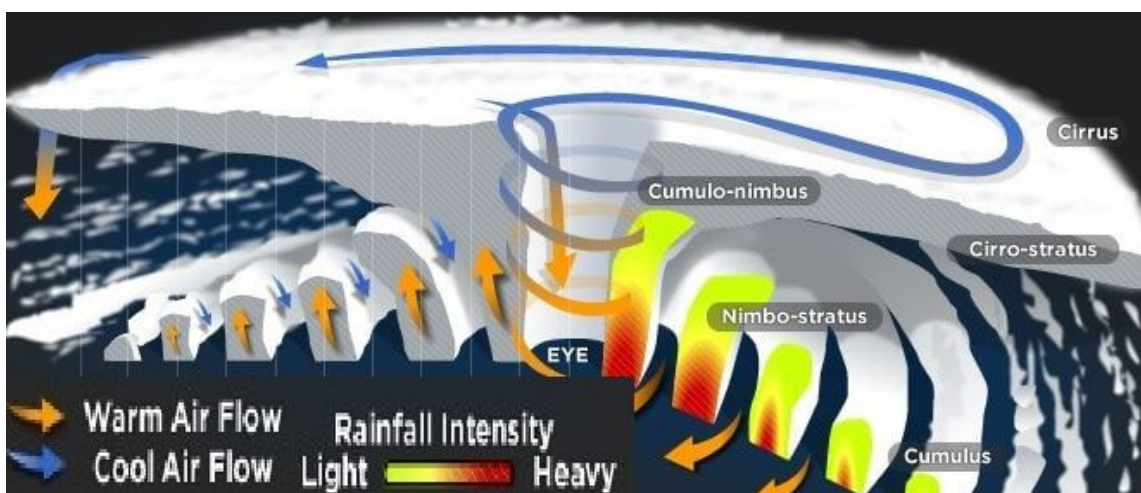 Cirrus
Cumulo-nimbus
Cirro-stratus
Nimbo-stratus
EYE
Cumulus
Warm Air Flow
Cool Air Flow
Rainfall Intensity
Light Heavy